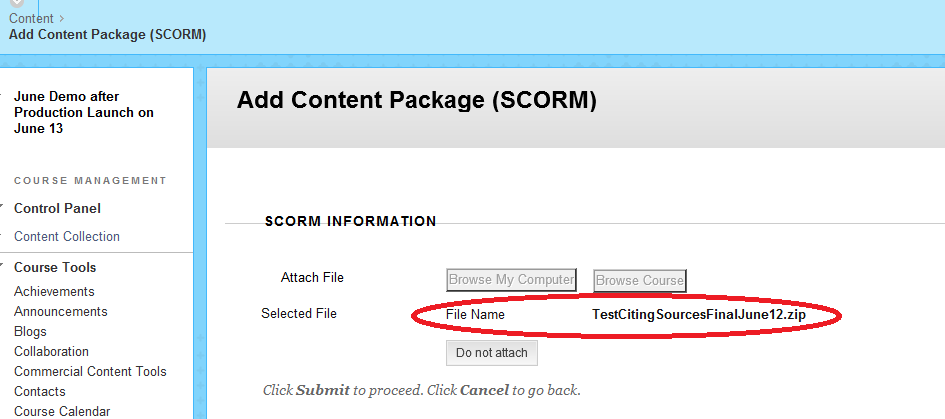 Content >
Add Content Package (SCORM)
June Demo after
Production Launch on
June 13
COURSE MANAGEMENT
Control Panel
Content Collection
Course Tools
Achievements
Announcements
Blogs
Collaboration
Commercial Content Tools
Contacts
Course Calendar
Add Content Package (SCORM)
SCORM INFORMATION
Attach File Browse My Computer Browse Course
Selected File File Name TestCitingSourcesFinalJune12.zip
Do not attach
Click Submit to proceed. Click Cancel to go back.